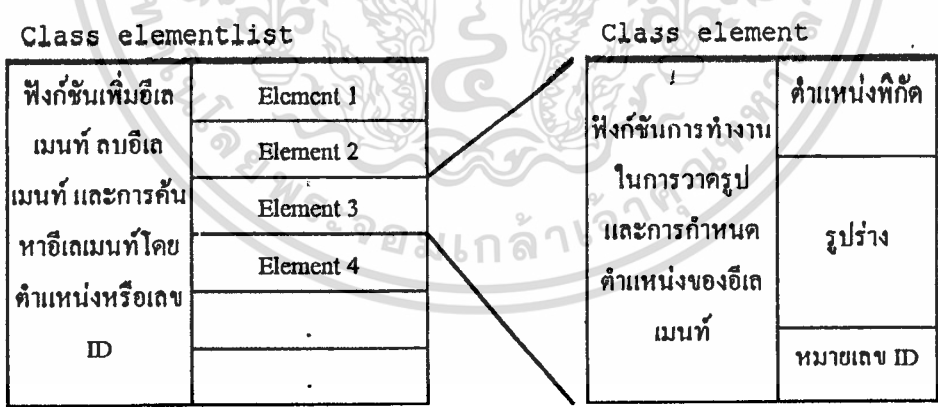 Class elementlist
ฟังก์ชันเพิ่มอีเล
เมนท์ ลบอีเล
เมนท์ และการค้น
หาอีเลเมนท์โดย
ตำแหน่งหรือเลข
ID
Element 1
Element 2
Element 3
Element 4
.
.
Class element
ฟังก์ชันการทำงาน
ในการวาดรูป
และการกำหนด
ตำแหน่งของอีเล
เมนท์
ตำแหน่งพิกัด
รูปร่าง
หมายเลข ID